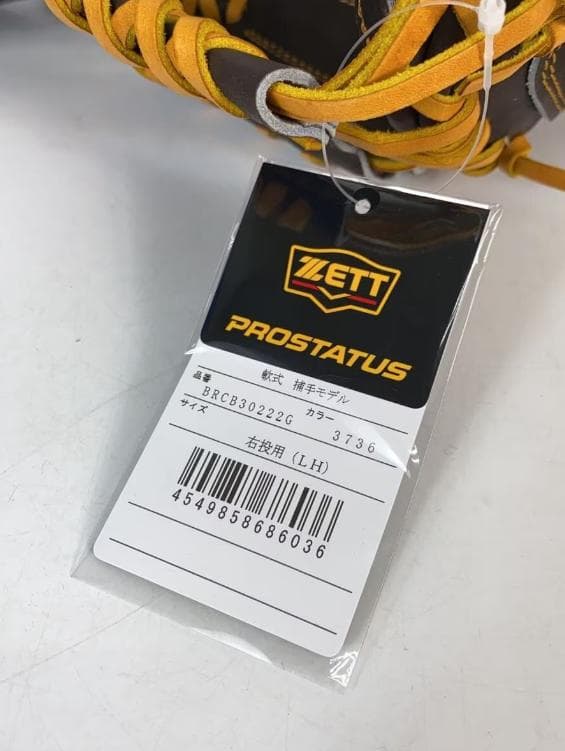 ZETT
PROSTATUS
軟式 捕手モデル
品番 BRCB30222G カラー 3736
サイズ
右投用(LH)
4549858686036